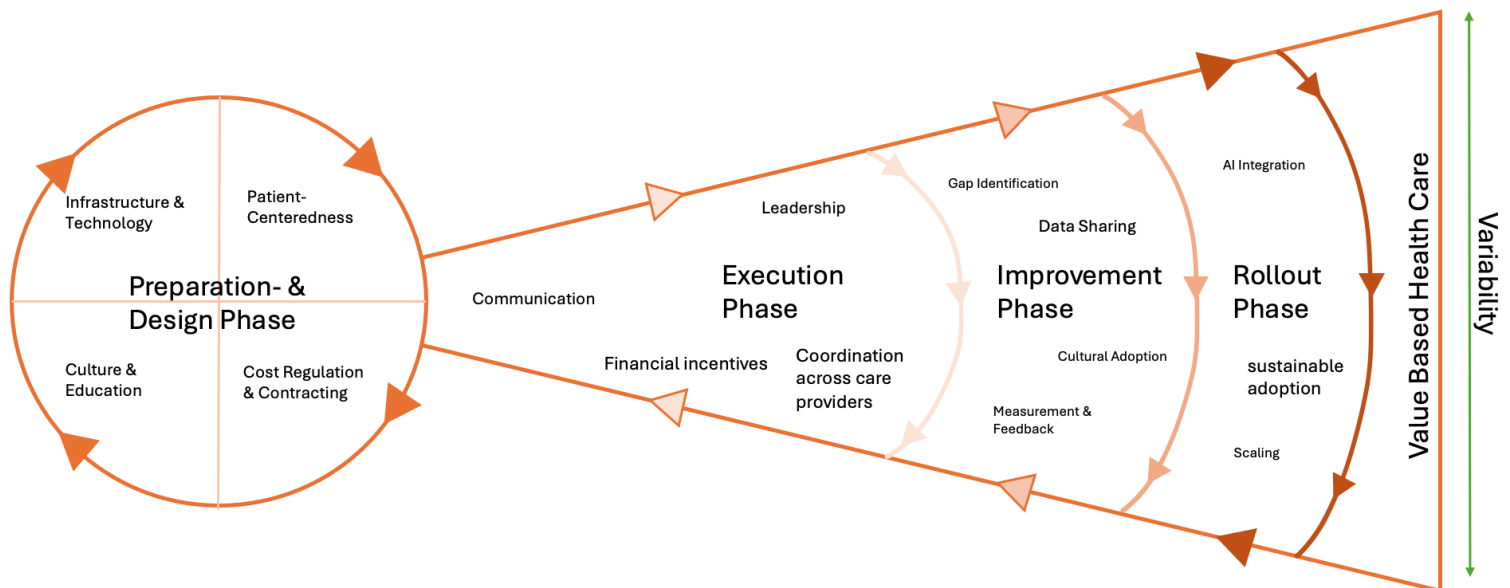 Infrastructure &
Technology
Patient-
Centeredness
Preparation- &
Design Phase
Culture &
Education
Cost Regulation
& Contracting
Communication
Leadership
Execution
Phase
Financial incentives
Coordination
across care
providers
Gap Identification
Data Sharing
Improvement
Phase
Cultural Adoption
Measurement &
Feedback
AI Integration
Rollout
Phase
sustainable
adoption
Scaling
Value Based Health Care
Variability